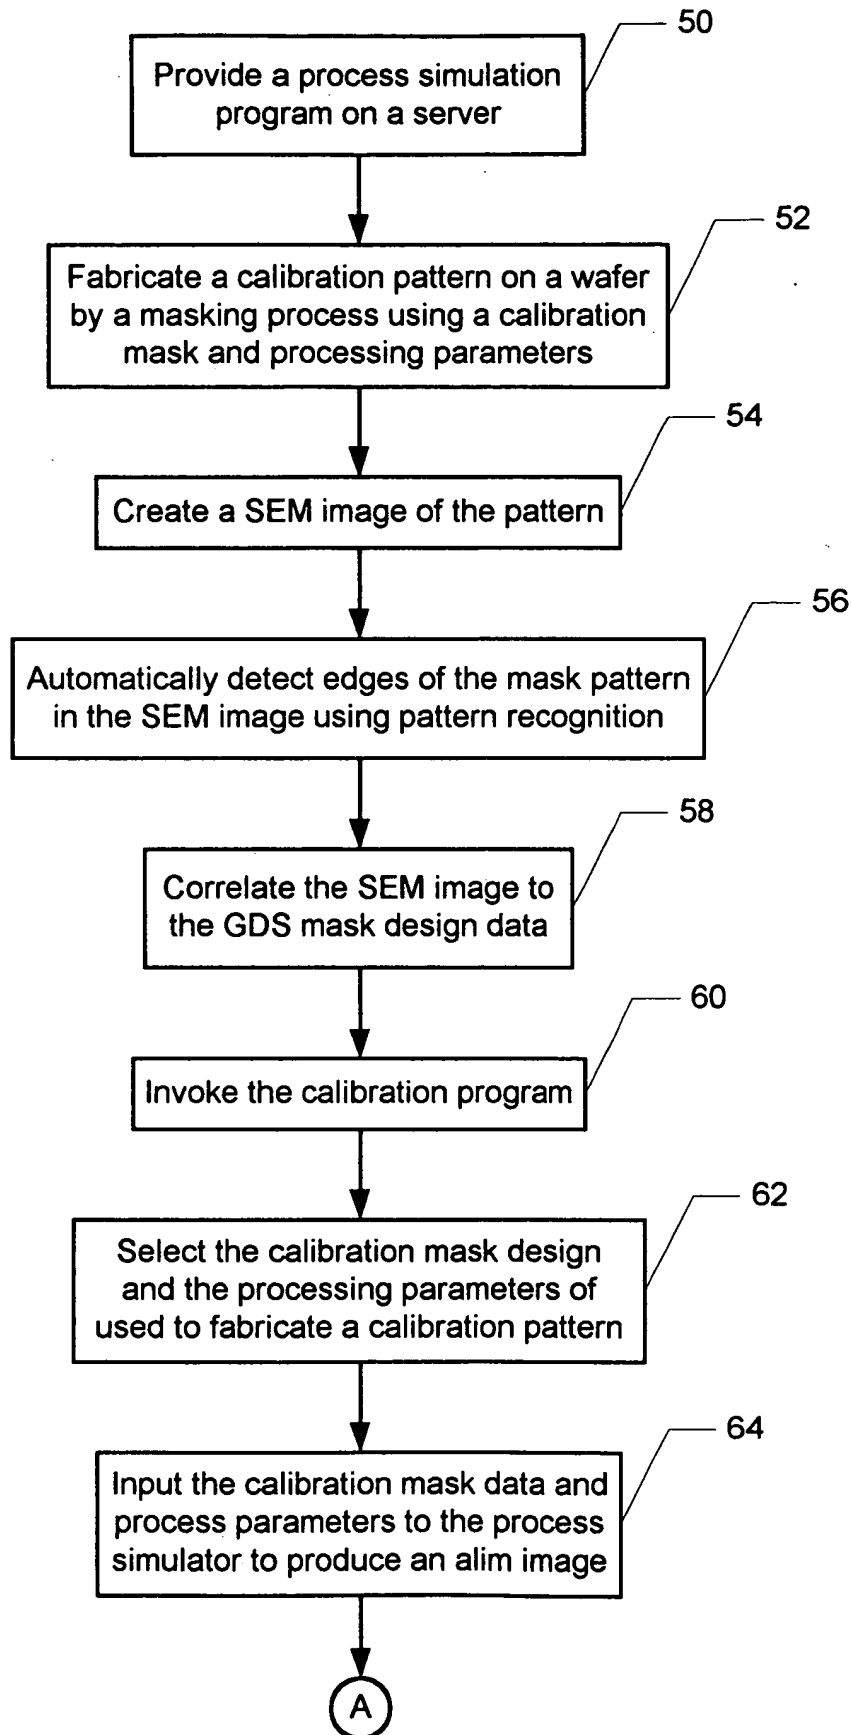 50
Provide a process simulation
program on a server
52
Fabricate a calibration pattern on a wafer
by a masking process using a calibration
mask and processing parameters
54
Create a SEM image of the pattern
56
Automatically detect edges of the mask pattern
in the SEM image using pattern recognition
58
Correlate the SEM image to
the GDS mask design data
60
Invoke the calibration program
62
Select the calibration mask design
and the processing parameters of
used to fabricate a calibration pattern
64
Input the calibration mask data and
process parameters to the process
simulator to produce an alim image
A